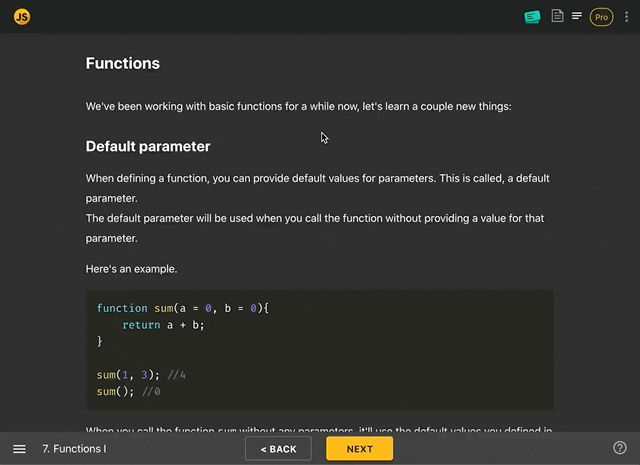 JS
Pro
Functions
We've been working with basic functions for a while now, let's learn a couple new things:
Default parameter
When defining a function, you can provide default values for parameters. This is called, a default
parameter.
The default parameter will be used when you call the function without providing a value for that
parameter.
Here's an example.
function sum(a = 0, b = 0){
    return a + b;
}
sum(1, 3); //4
sum(); //0
When you call the function sum without any parameters, it'll use the default values you defined in
7. Functions I
< BACK
NEXT